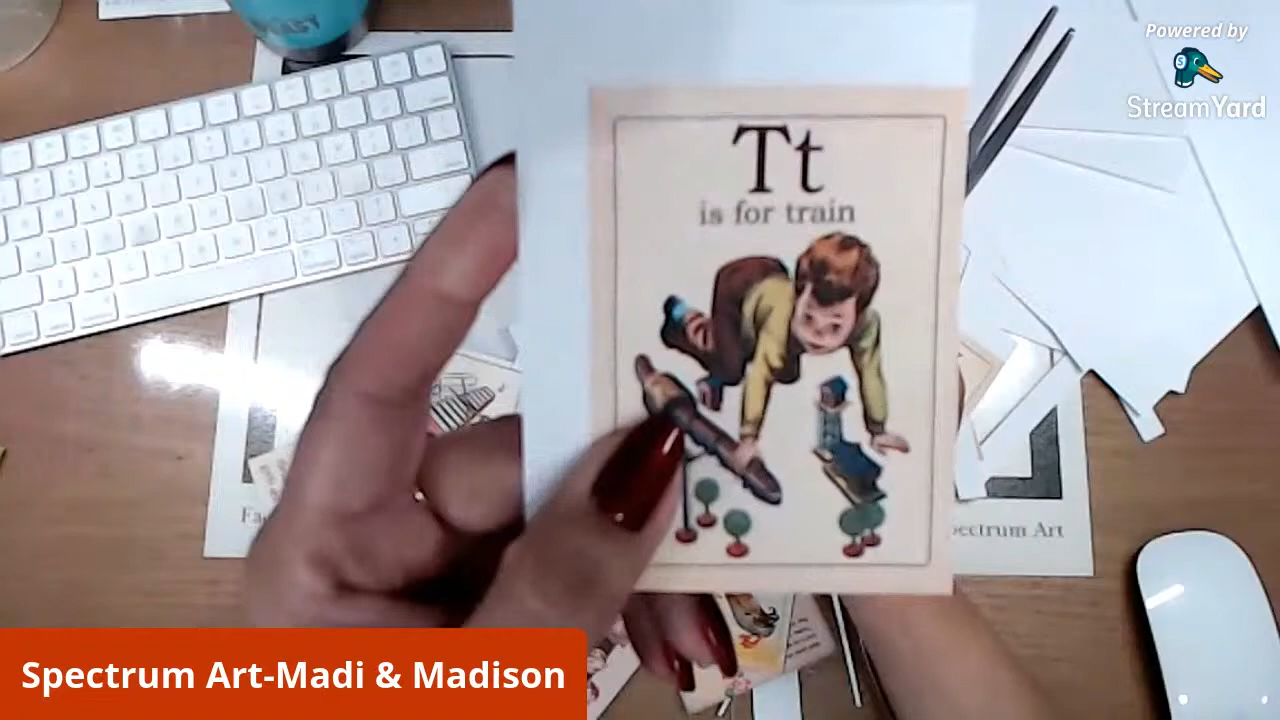 Powered by
StreamYard
Tt
is for train
Spectrum Art
Spectrum Art-Madi & Madison